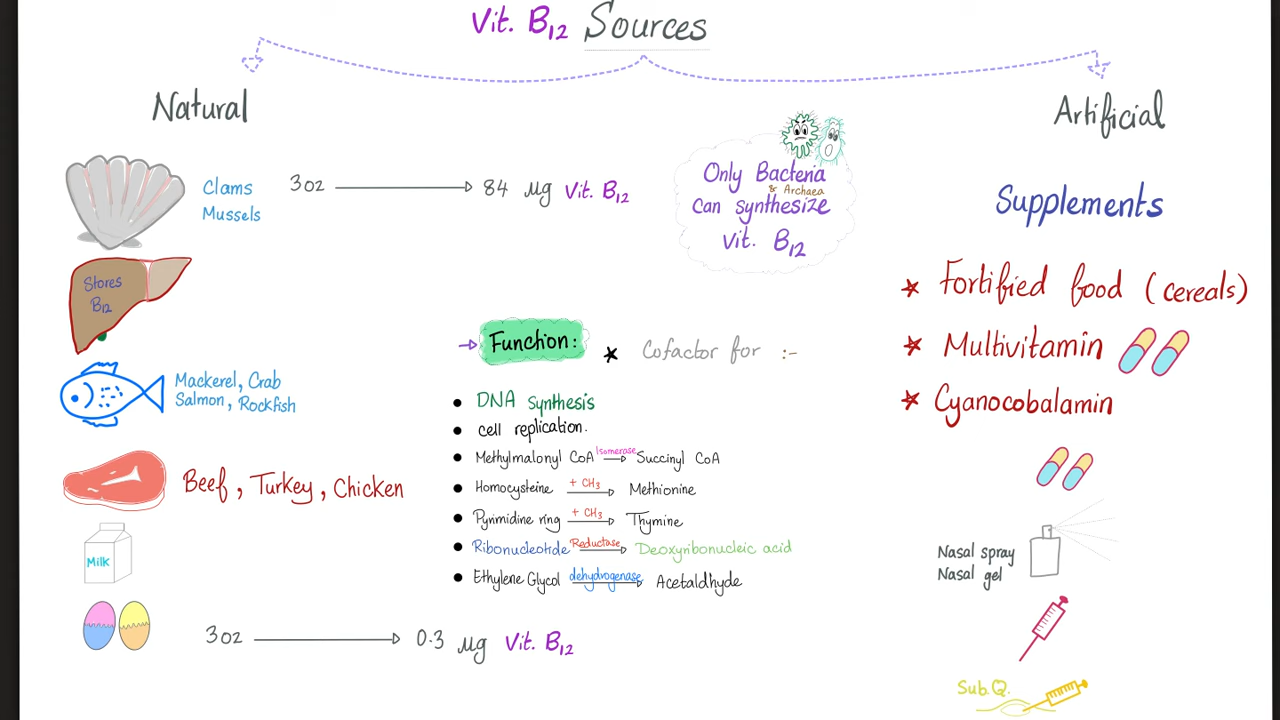 Vit. B12 Sources
Natural
Artificial
Clams
Mussels
3oz
84 μg Vit. B12
Only Bacteria
& Archaea
can synthesize
Vit. B12
Supplements
Stores
B12
Fortified food (cereals)
Multivitamin
Cyanocobalamin
Function:
Cofactor for :-
Mackerel, Crab
Salmon, Rockfish
DNA synthesis
cell replication.
Methylmalonyl CoA Isomerase Succinyl CoA
Homocysteine + CH3 Methionine
Pyrimidine ring + CH3 Thymine
Ribonucleotide Reductase Deoxyribonucleic acid
Ethylene Glycol dehydrogenase Acetaldhyde
Beef, Turkey, Chicken
Milk
Nasal spray
Nasal gel
3oz
0.3 μg Vit. B12
Sub.Q.